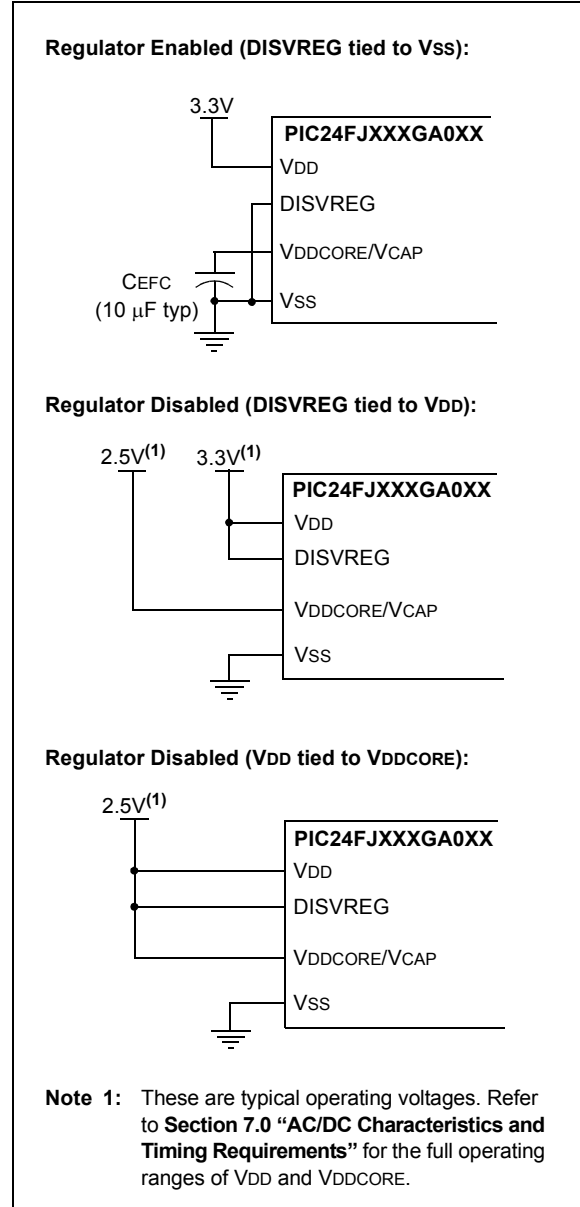 Regulator Enabled (DISVREG tied to VSS):
3.3V
PIC24FJXXXGA0XX
VDD
DISVREG
VDDCORE/VCAP
CEFC
(10 μF typ)
VSS
Regulator Disabled (DISVREG tied to VDD):
2.5V(1) 3.3V(1)
PIC24FJXXXGA0XX
VDD
DISVREG
VDDCORE/VCAP
VSS
Regulator Disabled (VDD tied to VDDCORE):
2.5V(1)
PIC24FJXXXGA0XX
VDD
DISVREG
VDDCORE/VCAP
VSS
Note 1: These are typical operating voltages. Refer
to Section 7.0 “AC/DC Characteristics and
Timing Requirements” for the full operating
ranges of VDD and VDDCORE.